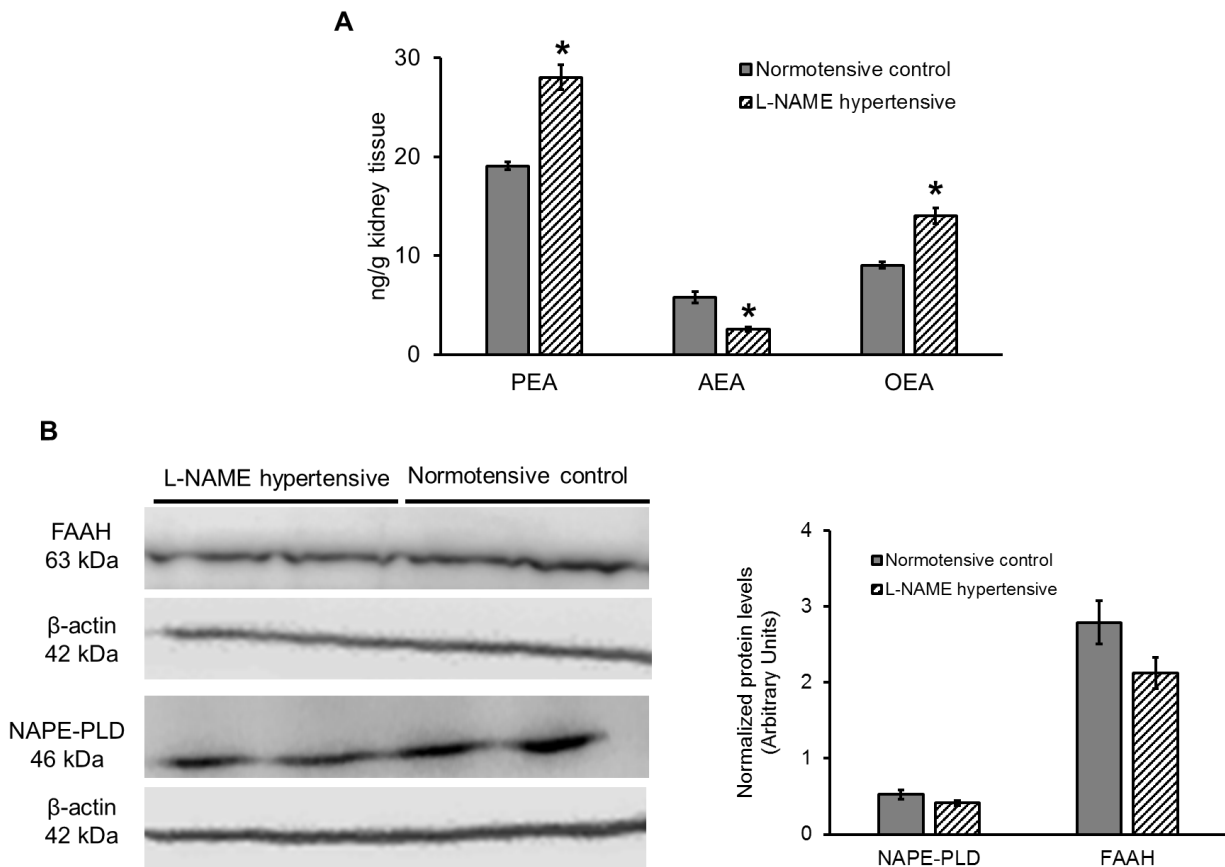 A
ng/g kidney tissue
30
20
10
0
*
*
*
Normotensive control
L-NAME hypertensive
PEA
AEA
OEA
B
L-NAME hypertensive
Normotensive control
FAAH
63 kDa
β-actin
42 kDa
NAPE-PLD
46 kDa
β-actin
42 kDa
Normalized protein levels
(Arbitrary Units)
4
3
2
1
0
Normotensive control
L-NAME hypertensive
NAPE-PLD
FAAH